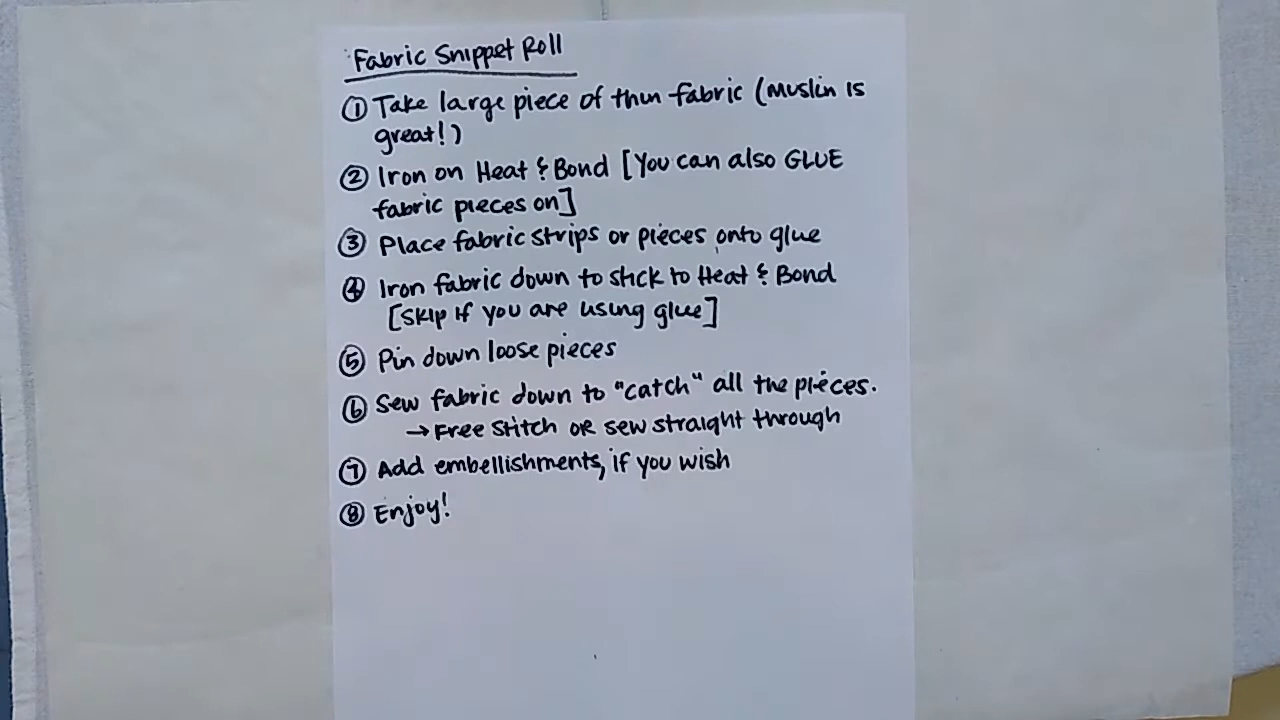 Fabric Snippet Roll
① Take large piece of thin fabric (Muslin is
great!)
② Iron on Heat & Bond [You can also GLUE
fabric pieces on]
③ Place fabric strips or pieces onto glue
④ Iron fabric down to stick to Heat & Bond
[Skip if you are using glue]
⑤ Pin down loose pieces
⑥ Sew fabric down to "catch" all the pieces.
→ Free stitch OR sew straight through
⑦ Add embellishments, if you wish
⑧ Enjoy!